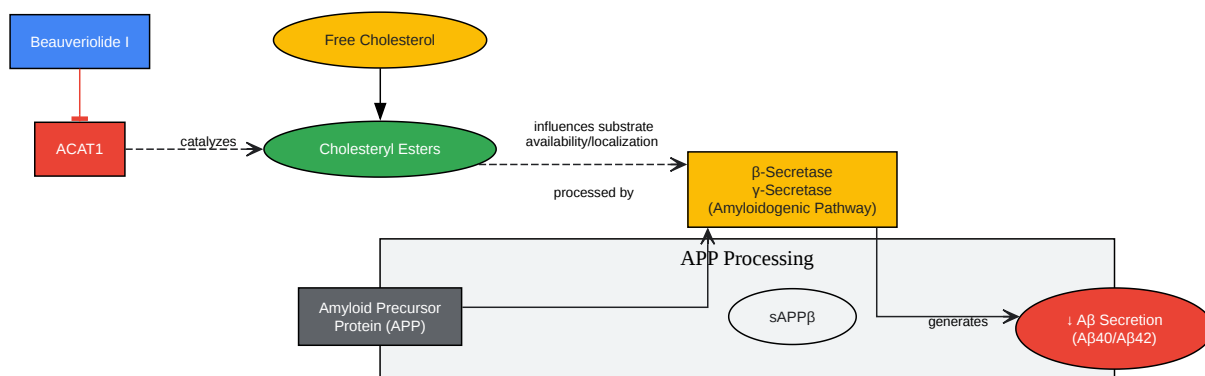 Beauveriolide I
Free Cholesterol
ACAT1
catalyzes
Cholesteryl Esters
influences substrate
availability/localization
processed by
β-Secretase
γ-Secretase
(Amyloidogenic Pathway)
APP Processing
Amyloid Precursor
Protein (APP)
sAPPβ
generates
↓ Aβ Secretion
(Aβ40/Aβ42)